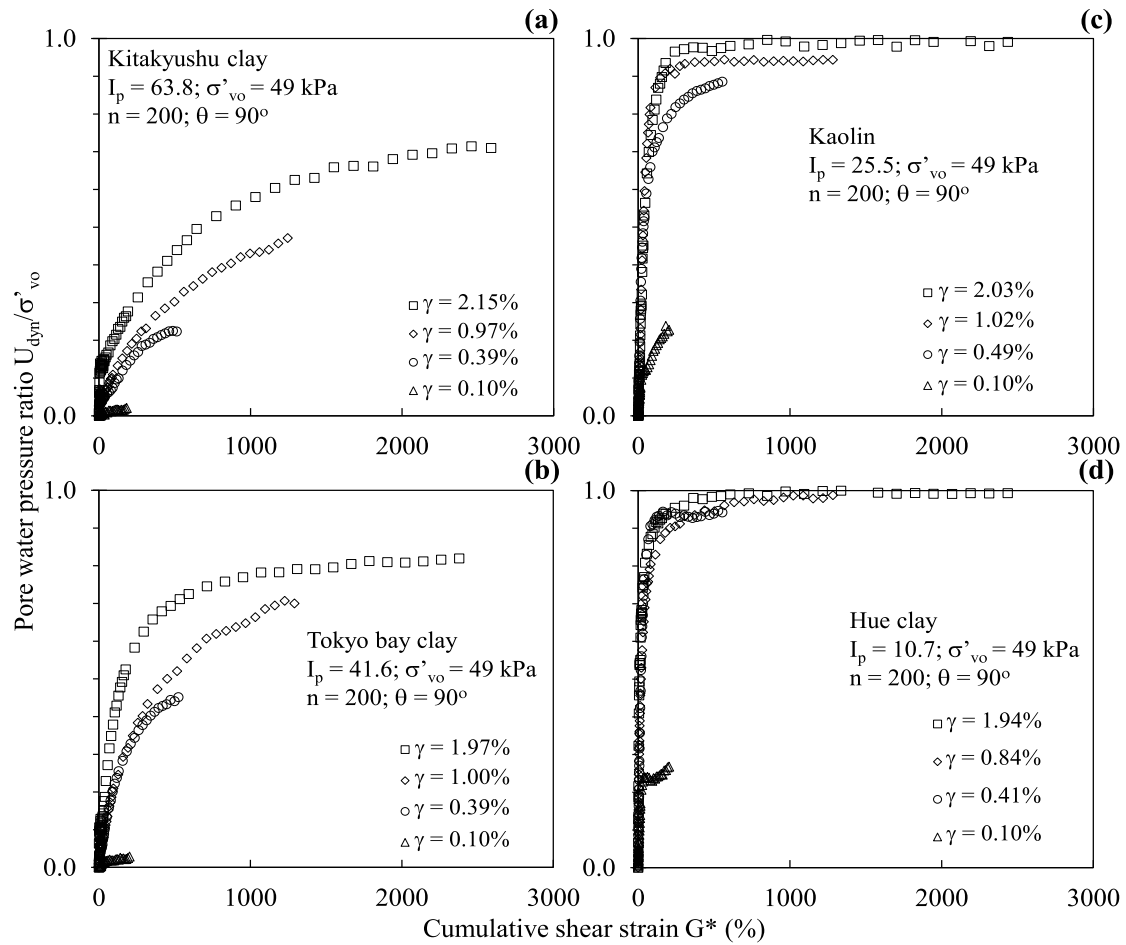 (a)
Kitakyushu clay
Iₚ = 63.8; σ'ᵥₒ = 49 kPa
n = 200; θ = 90ᵒ
γ = 2.15%
γ = 0.97%
γ = 0.39%
γ = 0.10%
1.0
0.0
0 1000 2000 3000
(c)
Kaolin
Iₚ = 25.5; σ'ᵥₒ = 49 kPa
n = 200; θ = 90ᵒ
γ = 2.03%
γ = 1.02%
γ = 0.49%
γ = 0.10%
1.0
0.0
0 1000 2000 3000
(b)
Tokyo bay clay
Iₚ = 41.6; σ'ᵥₒ = 49 kPa
n = 200; θ = 90ᵒ
γ = 1.97%
γ = 1.00%
γ = 0.39%
γ = 0.10%
1.0
0.0
0 1000 2000 3000
(d)
Hue clay
Iₚ = 10.7; σ'ᵥₒ = 49 kPa
n = 200; θ = 90ᵒ
γ = 1.94%
γ = 0.84%
γ = 0.41%
γ = 0.10%
1.0
0.0
0 1000 2000 3000
Pore water pressure ratio U_dyn/σ'ᵥₒ
Cumulative shear strain G* (%)